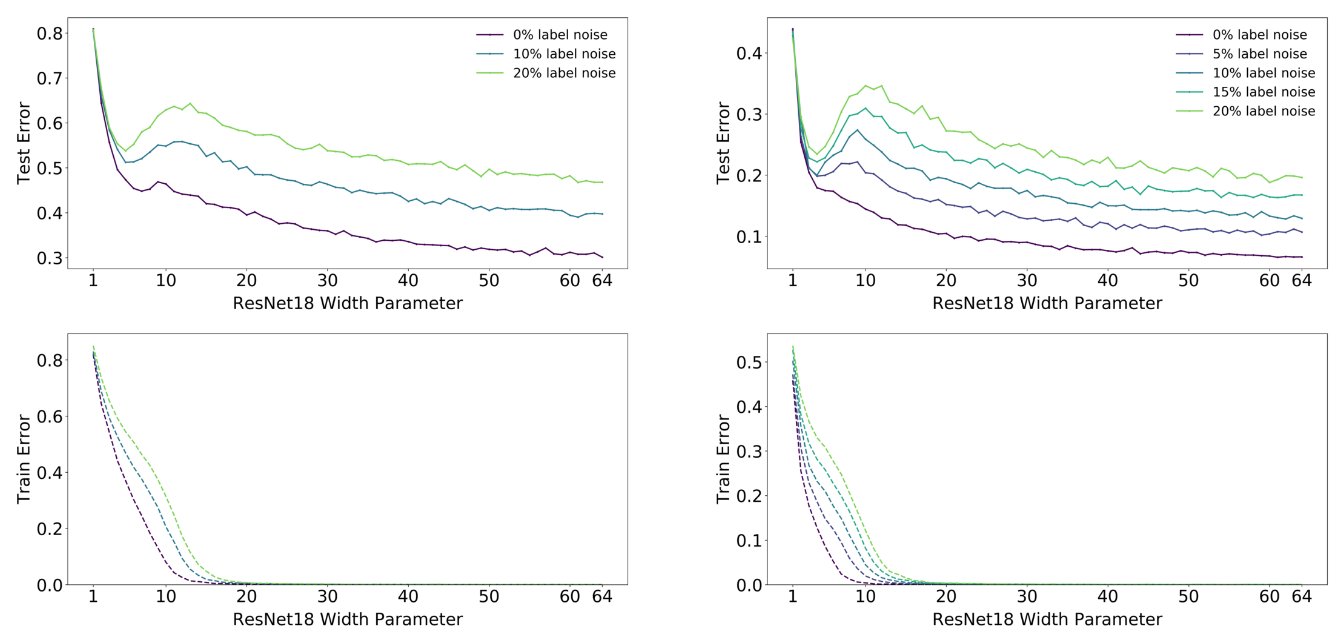 0.8
0.7
0.6
0.5
0.4
0.3
Test Error
0% label noise
10% label noise
20% label noise
1 10 20 30 40 50 60 64
ResNet18 Width Parameter
0.4
0.3
0.2
0.1
Test Error
0% label noise
5% label noise
10% label noise
15% label noise
20% label noise
1 10 20 30 40 50 60 64
ResNet18 Width Parameter
0.8
0.6
0.4
0.2
0.0
Train Error
1 10 20 30 40 50 60 64
ResNet18 Width Parameter
0.5
0.4
0.3
0.2
0.1
0.0
Train Error
1 10 20 30 40 50 60 64
ResNet18 Width Parameter